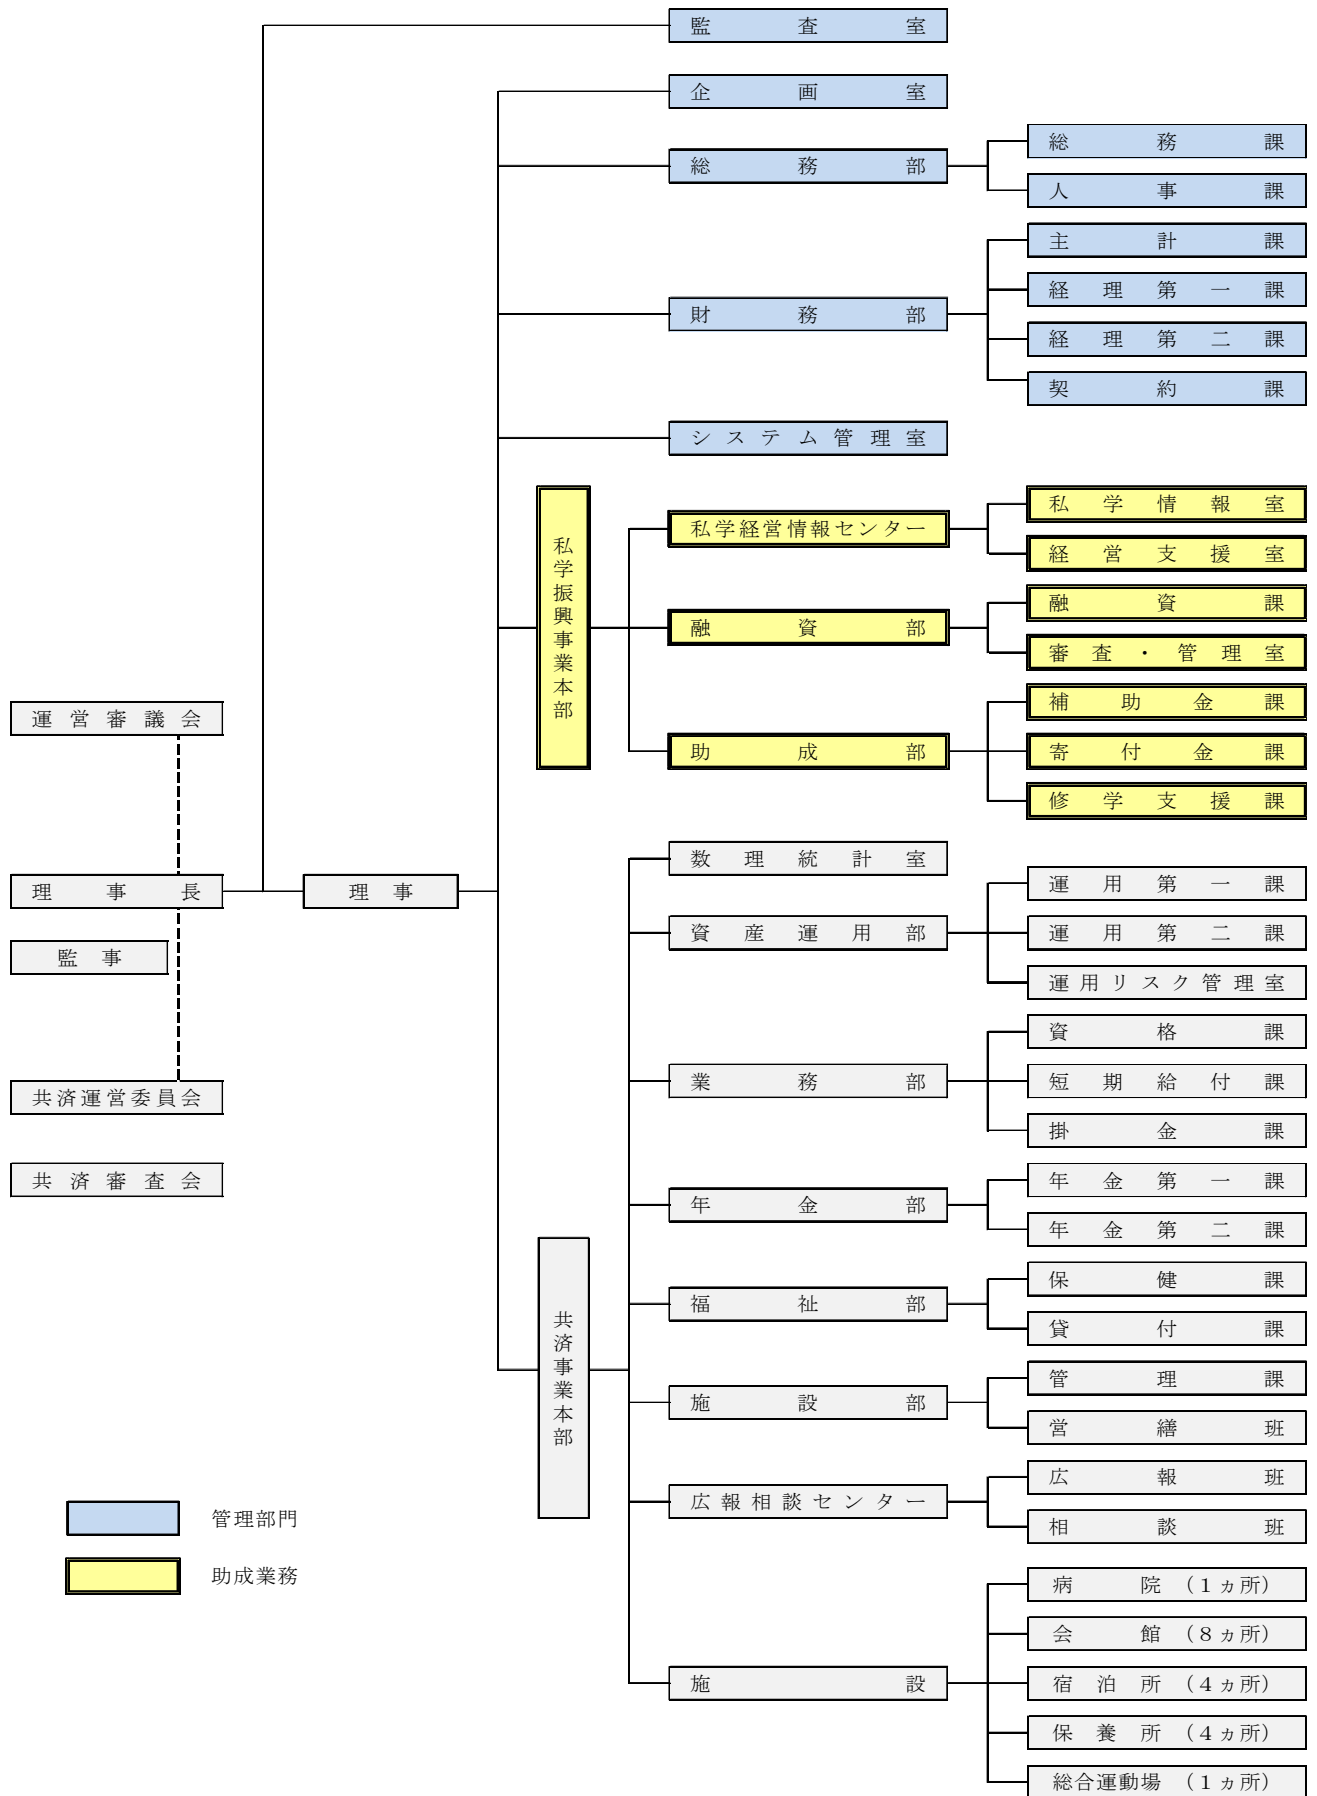 監査室
企画室
総務部
総務課
人事課
財務部
主計課
経理第一課
経理第二課
契約課
システム管理室
私学振興事業本部
私学経営情報センター
私学情報室
経営支援室
融資部
融資課
審査・管理室
助成部
補助金課
寄付金課
修学支援課
運営審議会
理事長
理事
監事
共済運営委員会
共済審査会
共済事業本部
数理統計室
資産運用部
運用第一課
運用第二課
運用リスク管理室
業務部
資格課
短期給付課
掛金課
年金部
年金第一課
年金第二課
福祉部
保健課
貸付課
施設部
管理課
営繕班
広報相談センター
広報班
相談班
施設
病院（1ヵ所）
会館（8ヵ所）
宿泊所（4ヵ所）
保養所（4ヵ所）
総合運動場（1ヵ所）
管理部門
助成業務